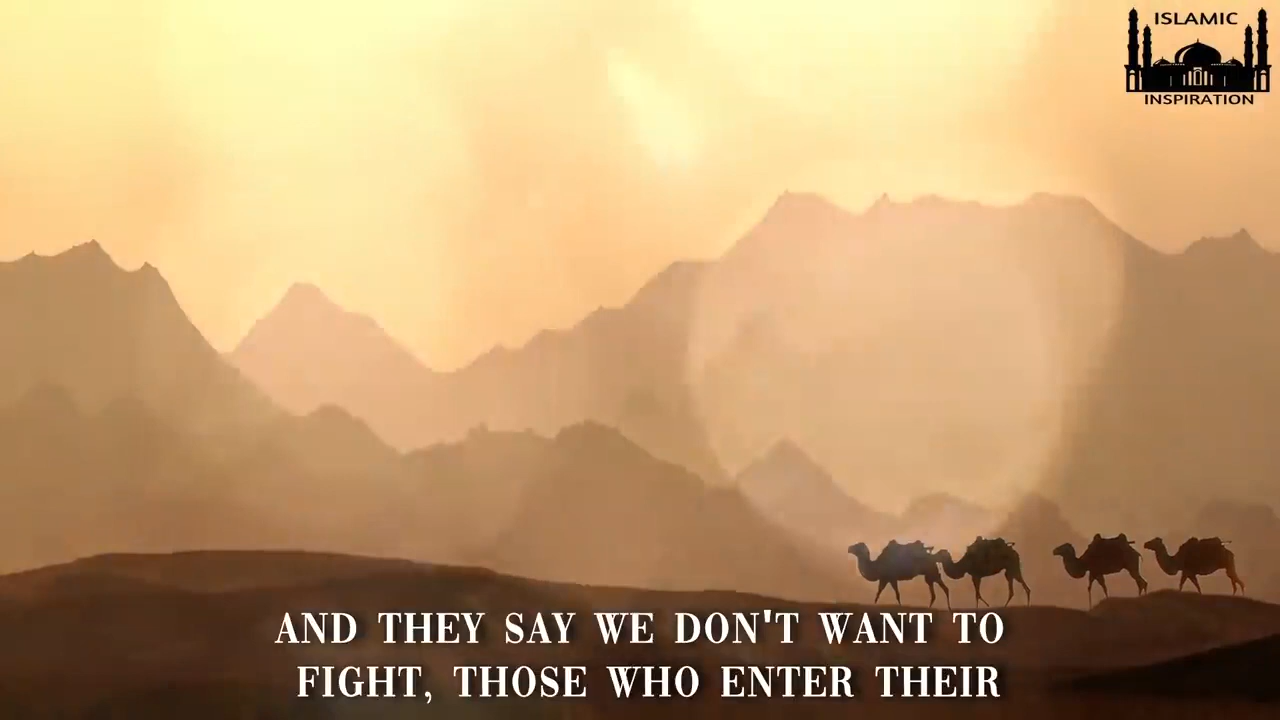 ISLAMIC
INSPIRATION
AND THEY SAY WE DON'T WANT TO
FIGHT, THOSE WHO ENTER THEIR